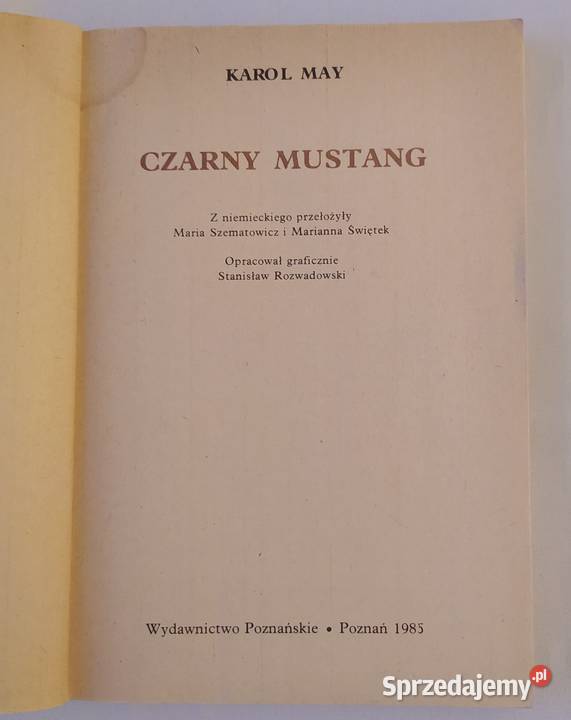 KAROL MAY
CZARNY MUSTANG
Z niemieckiego przełożyły
Maria Szematowicz i Marianna Świętek
Opracował graficznie
Stanisław Rozwadowski
Wydawnictwo Poznańskie • Poznań 1985
Sprzedajemy.pl